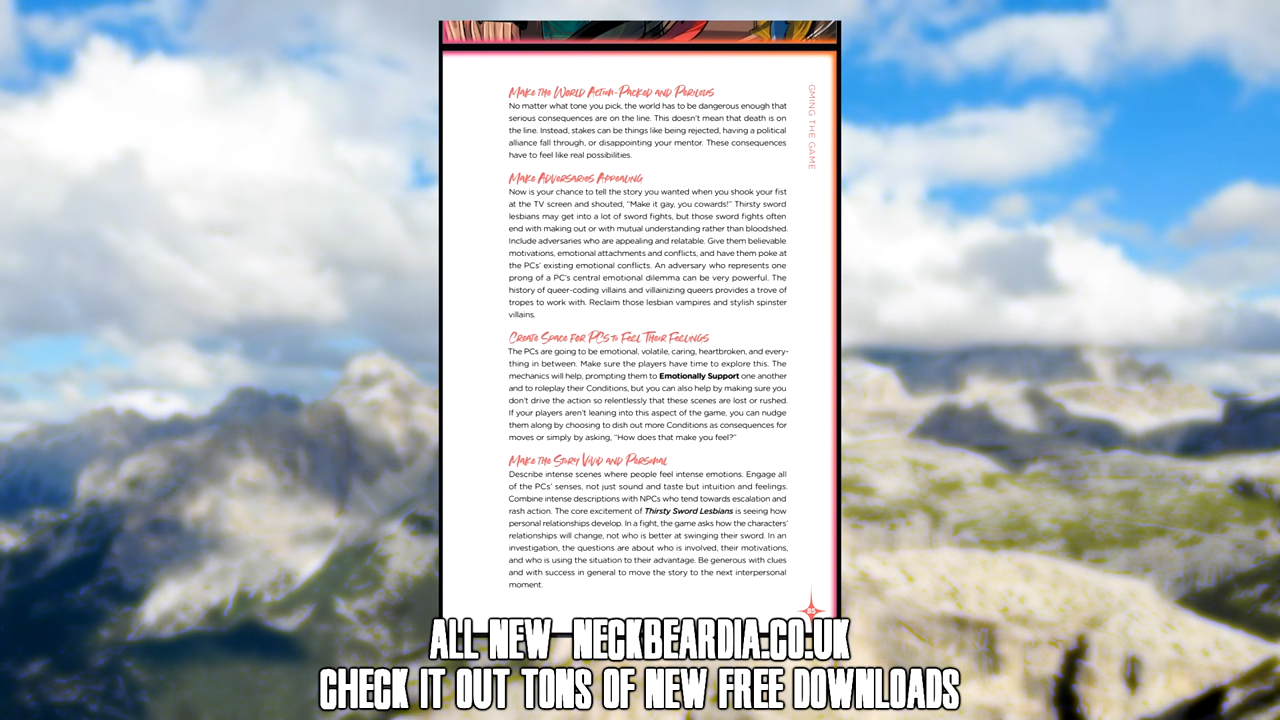 Make the World Action-Packed and Perilous
No matter what tone you pick, the world has to be dangerous enough that
serious consequences are on the line. This doesn't mean that death is on
the line. Instead, stakes can be things like being rejected, having a political
alliance fall through, or disappointing your mentor. These consequences
have to feel like real possibilities.
Make Adversaries Appealing
Now is your chance to tell the story you wanted when you shook your fist
at the TV screen and shouted, "Make it gay, you cowards!" Thirsty sword
lesbians may get into a lot of sword fights, but those sword fights often
end with making out or with mutual understanding rather than bloodshed.
Include adversaries who are appealing and relatable. Give them believable
motivations, emotional attachments and conflicts, and have them poke at
the PCs' existing emotional conflicts. An adversary who represents one
prong of a PC's central emotional dilemma can be very powerful. The
history of queer-coding villains and villainizing queers provides a trove of
tropes to work with. Reclaim those lesbian vampires and stylish spinster
villains.
Create Space for PCs to Feel Their Feelings
The PCs are going to be emotional, volatile, caring, heartbroken, and every-
thing in between. Make sure the players have time to explore this. The
mechanics will help, prompting them to Emotionally Support one another
and to roleplay their Conditions, but you can also help by making sure you
don't drive the action so relentlessly that these scenes are lost or rushed.
If your players aren't leaning into this aspect of the game, you can nudge
them along by choosing to dish out more Conditions as consequences for
moves or simply by asking, "How does that make you feel?"
Make the Story Vivid and Personal
Describe intense scenes where people feel intense emotions. Engage all
of the PCs' senses, not just sound and taste but intuition and feelings.
Combine intense descriptions with NPCs who tend towards escalation and
rash action. The core excitement of Thirsty Sword Lesbians is seeing how
personal relationships develop. In a fight, the game asks how the characters'
relationships will change, not who is better at swinging their sword. In an
investigation, the questions are about who is involved, their motivations,
and who is using the situation to their advantage. Be generous with clues
and with success in general to move the story to the next interpersonal
moment.
GMING THE GAME
ALL NEW NECKBEARDIA.CO.UK
CHECK IT OUT TONS OF NEW FREE DOWNLOADS